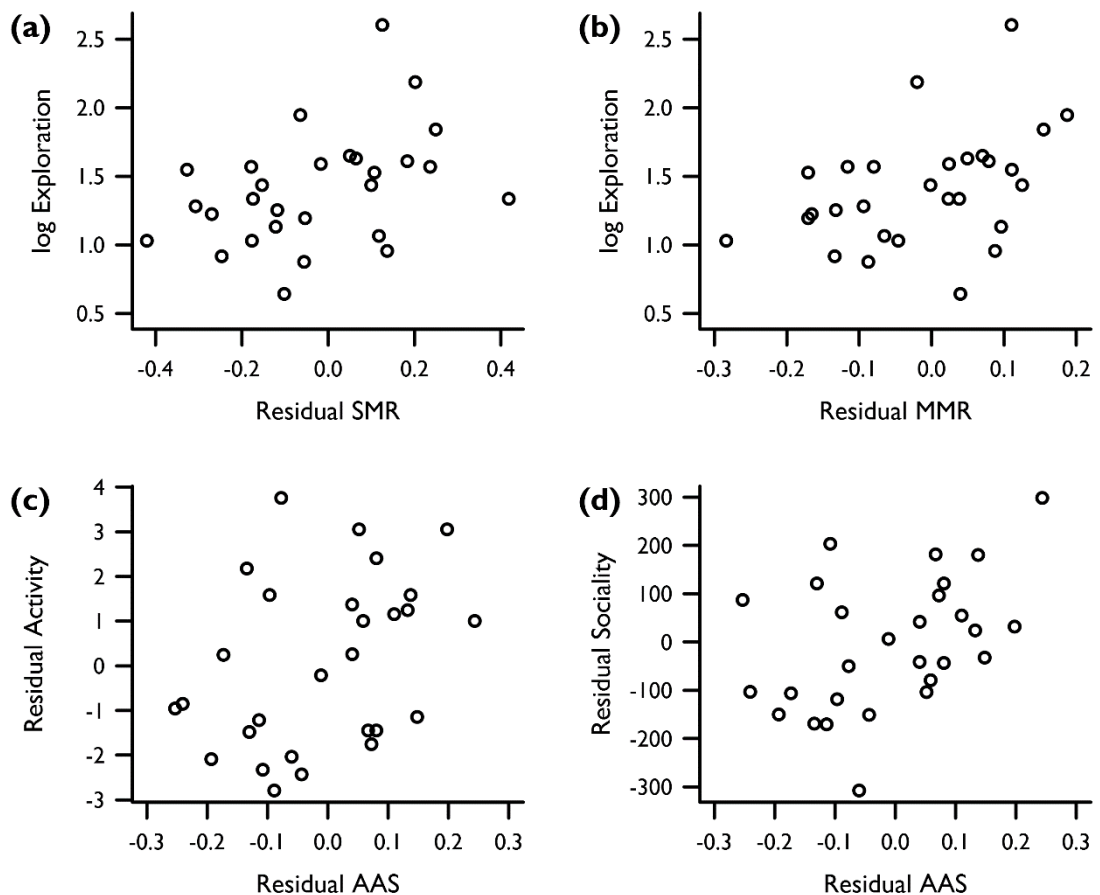 (a)
2.5
2.0
1.5
1.0
0.5
log Exploration
-0.4 -0.2 0.0 0.2 0.4
Residual SMR
(b)
2.5
2.0
1.5
1.0
0.5
log Exploration
-0.3 -0.2 -0.1 0.0 0.1 0.2
Residual MMR
(c)
4
3
2
1
0
-1
-2
-3
Residual Activity
-0.3 -0.2 -0.1 0.0 0.1 0.2 0.3
Residual AAS
(d)
300
200
100
0
-100
-200
-300
Residual Sociality
-0.3 -0.2 -0.1 0.0 0.1 0.2 0.3
Residual AAS